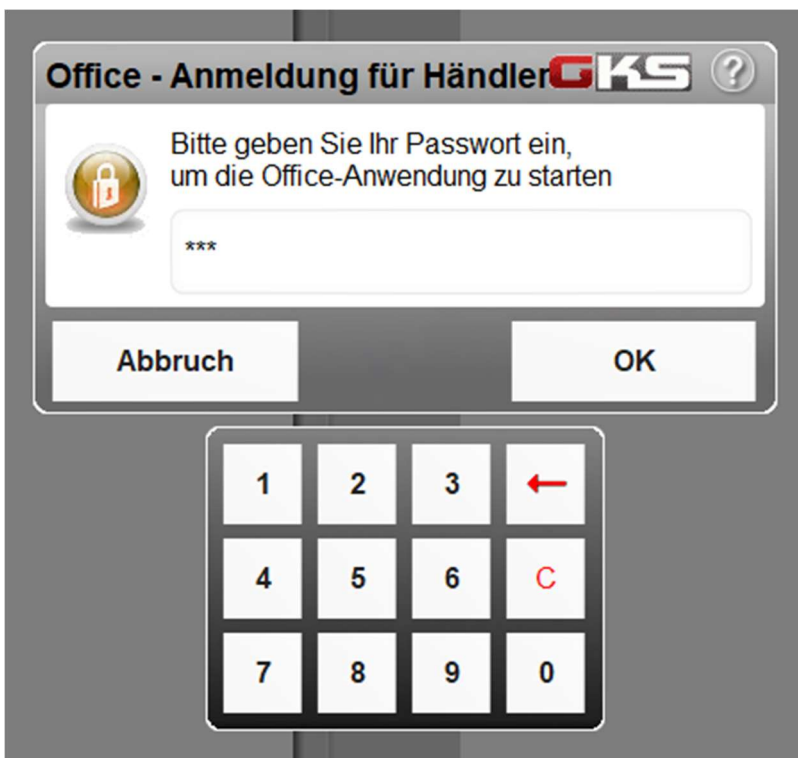 Office - Anmeldung für Händler GKS ?
Bitte geben Sie Ihr Passwort ein,
um die Office-Anwendung zu starten
***
Abbruch OK
1 2 3 ←
4 5 6 C
7 8 9 0